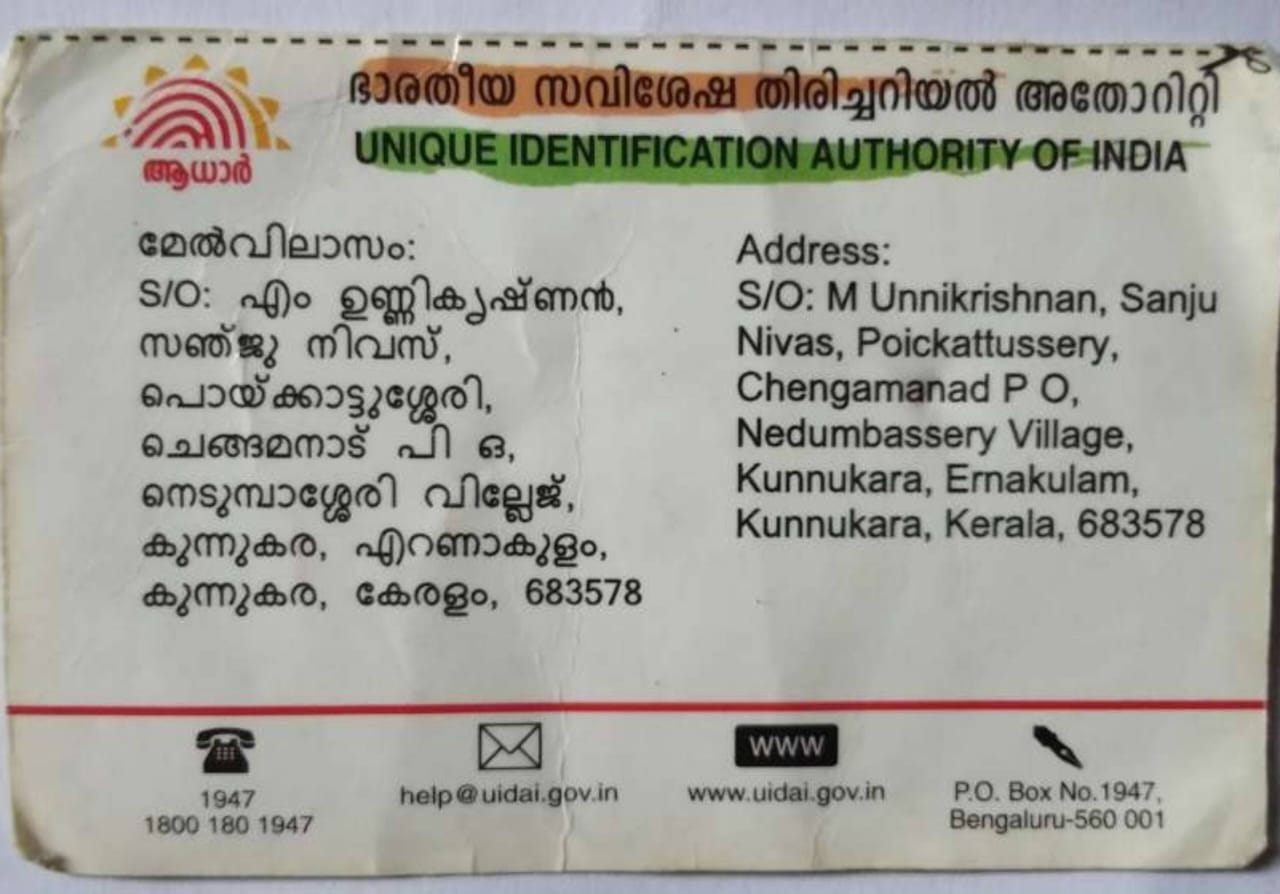 ആധാർ
ഭാരതീയ സവിശേഷ തിരിച്ചറിയൽ അതോറിറ്റി
UNIQUE IDENTIFICATION AUTHORITY OF INDIA
മേൽവിലാസം:
S/O: എം ഉണ്ണികൃഷ്ണൻ,
സഞ്ജു നിവസ്,
പൊയ്ക്കാട്ടുശ്ശേരി,
ചെങ്ങമനാട് പി ഒ,
നെടുമ്പാശ്ശേരി വില്ലേജ്,
കുന്നുകര, എറണാകുളം,
കുന്നുകര, കേരളം, 683578
Address:
S/O: M Unnikrishnan, Sanju
Nivas, Poickattussery,
Chengamanad P O,
Nedumbassery Village,
Kunnukara, Ernakulam,
Kunnukara, Kerala, 683578
1947
1800 180 1947
help@uidai.gov.in
www
www.uidai.gov.in
P.O. Box No.1947,
Bengaluru-560 001